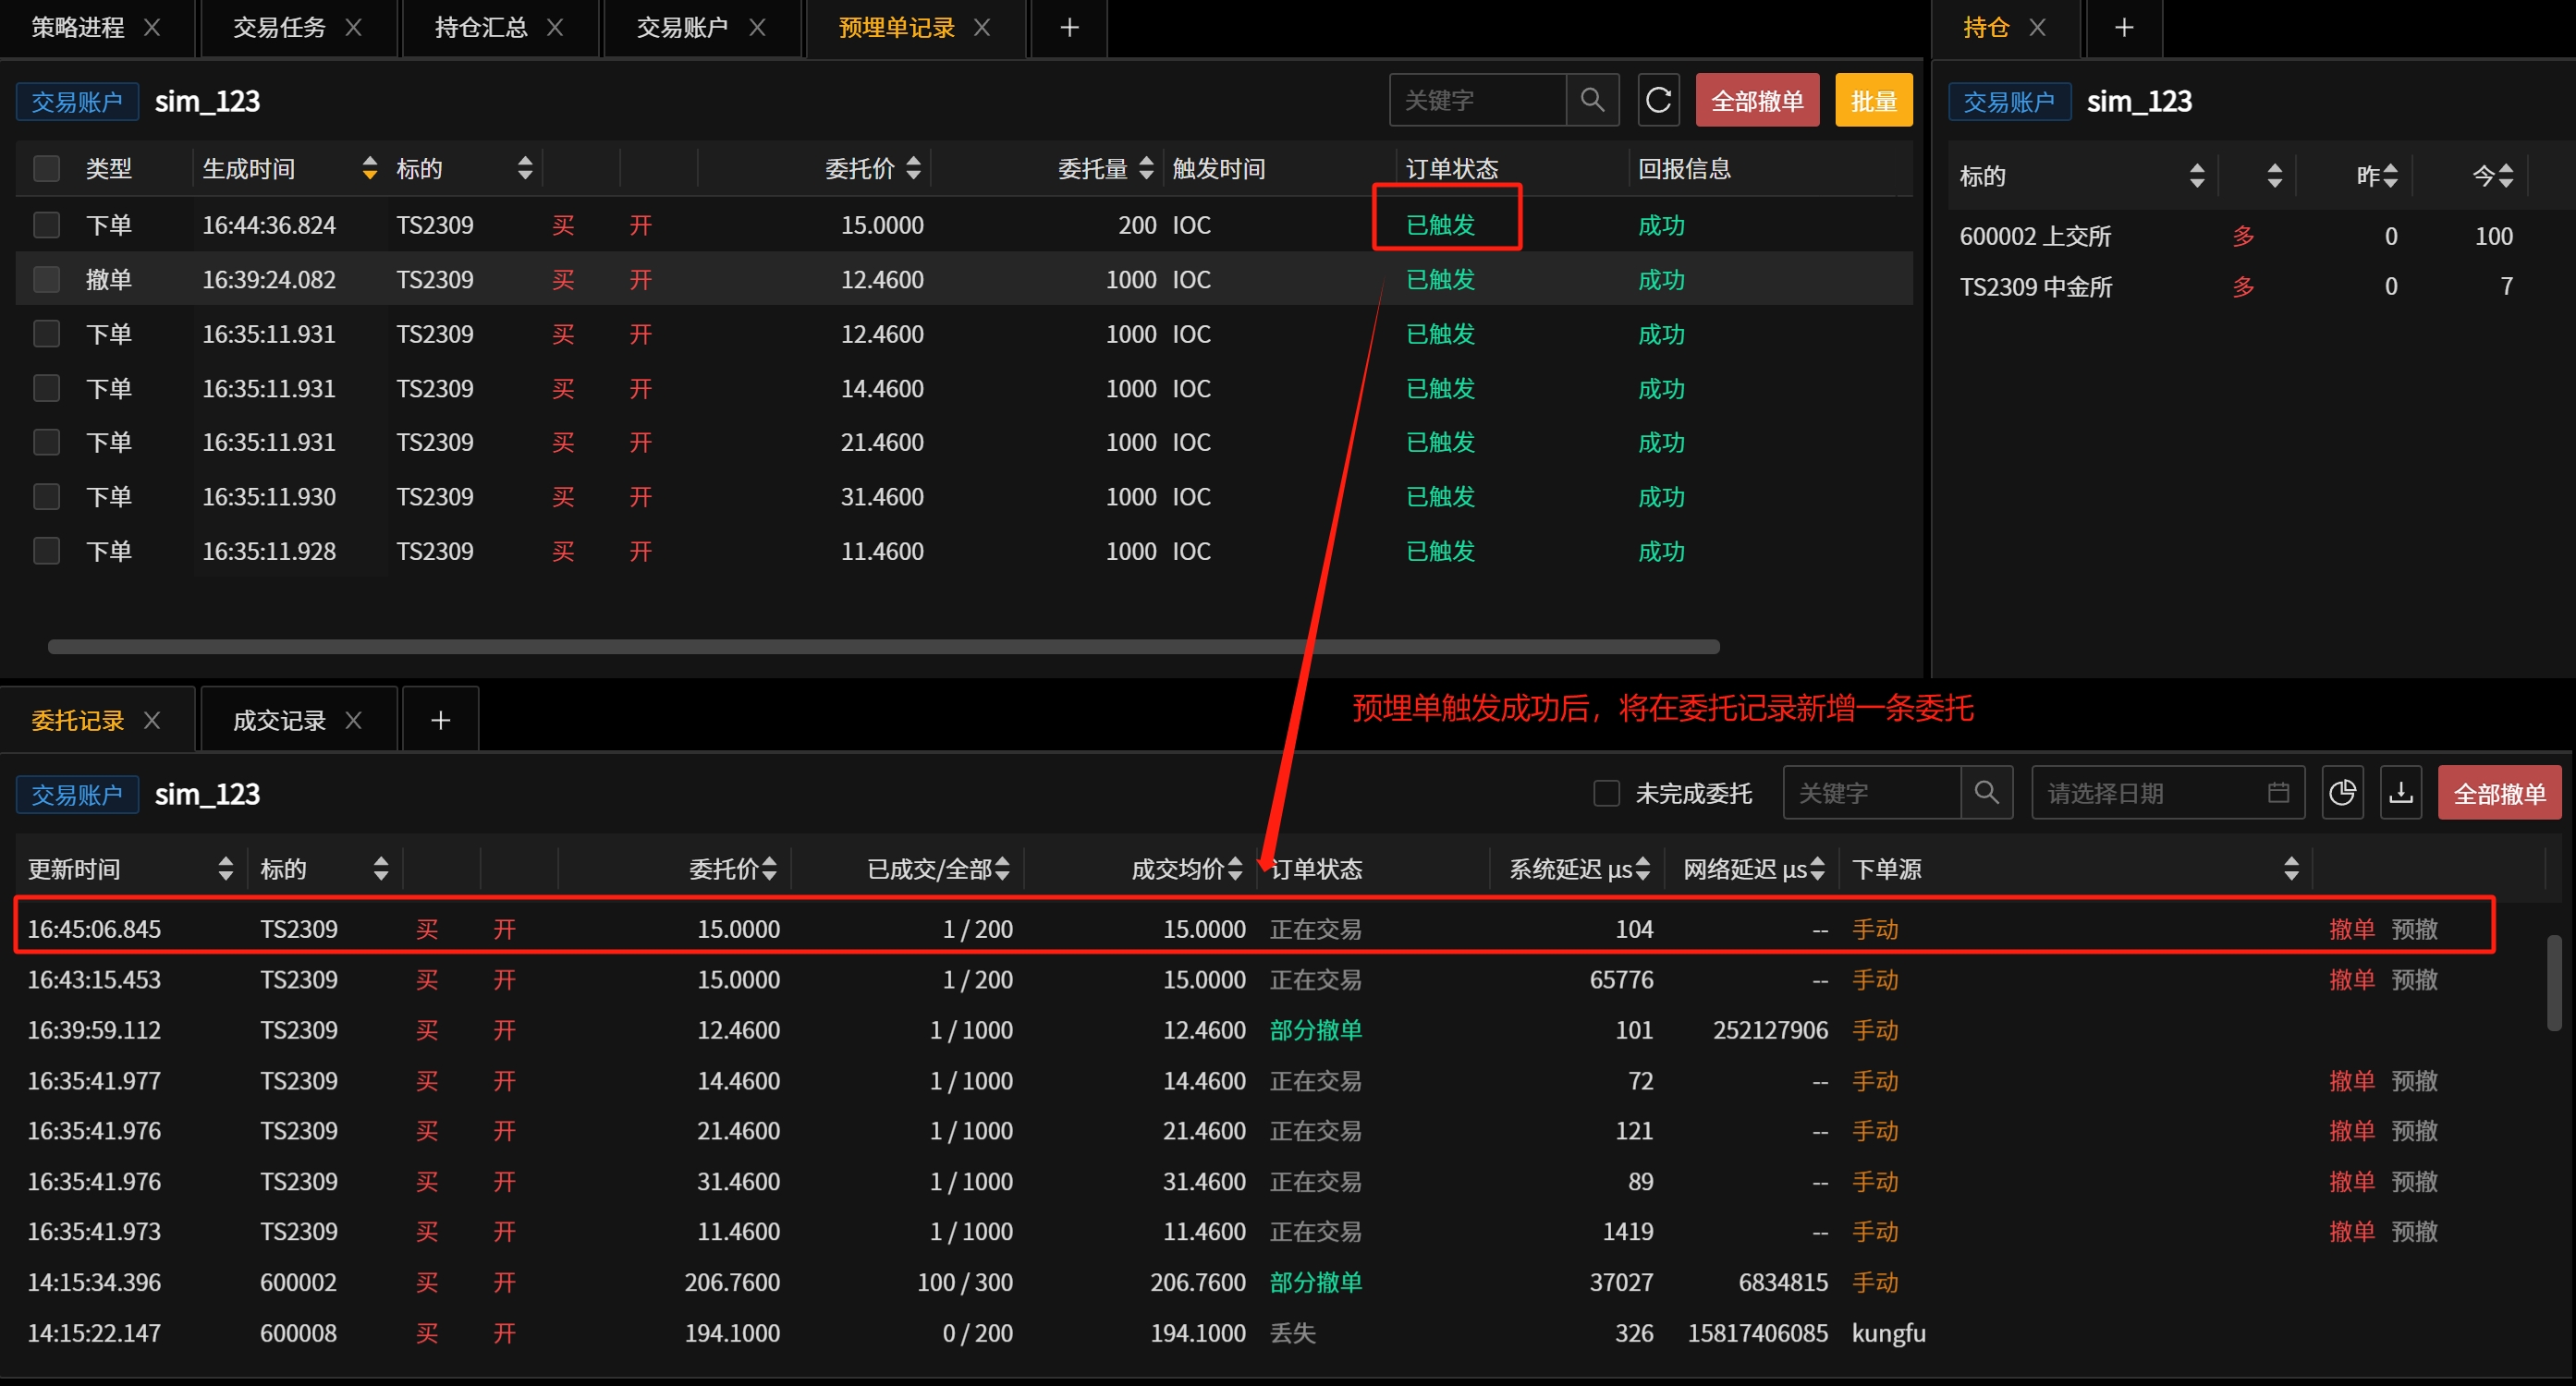 策略进程 交易任务 持仓汇总 交易账户 预埋单记录
交易账户 sim_123 关键字 全部撤单 批量
类型 生成时间 标的 委托价 委托量 触发时间 订单状态 回报信息
下单 16:44:36.824 TS2309 买 开 15.0000 200 IOC 已触发 成功
撤单 16:39:24.082 TS2309 买 开 12.4600 1000 IOC 已触发 成功
下单 16:35:11.931 TS2309 买 开 12.4600 1000 IOC 已触发 成功
下单 16:35:11.931 TS2309 买 开 14.4600 1000 IOC 已触发 成功
下单 16:35:11.931 TS2309 买 开 21.4600 1000 IOC 已触发 成功
下单 16:35:11.930 TS2309 买 开 31.4600 1000 IOC 已触发 成功
下单 16:35:11.928 TS2309 买 开 11.4600 1000 IOC 已触发 成功
持仓
交易账户 sim_123
标的 昨 今
600002 上交所 多 0 100
TS2309 中金所 多 0 7
预埋单触发成功后，将在委托记录新增一条委托
委托记录 成交记录
交易账户 sim_123 未完成委托 关键字 请选择日期 全部撤单
更新时间 标的 委托价 已成交/全部 成交均价 订单状态 系统延迟 μs 网络延迟 μs 下单源
16:45:06.845 TS2309 买 开 15.0000 1 / 200 15.0000 正在交易 104 -- 手动 撤单 预撤
16:43:15.453 TS2309 买 开 15.0000 1 / 200 15.0000 正在交易 65776 -- 手动 撤单 预撤
16:39:59.112 TS2309 买 开 12.4600 1 / 1000 12.4600 部分撤单 101 252127906 手动
16:35:41.977 TS2309 买 开 14.4600 1 / 1000 14.4600 正在交易 72 -- 手动 撤单 预撤
16:35:41.976 TS2309 买 开 21.4600 1 / 1000 21.4600 正在交易 121 -- 手动 撤单 预撤
16:35:41.976 TS2309 买 开 31.4600 1 / 1000 31.4600 正在交易 89 -- 手动 撤单 预撤
16:35:41.973 TS2309 买 开 11.4600 1 / 1000 11.4600 正在交易 1419 -- 手动 撤单 预撤
14:15:34.396 600002 买 开 206.7600 100 / 300 206.7600 部分撤单 37027 6834815 手动
14:15:22.147 600008 买 开 194.1000 0 / 200 194.1000 丢失 326 15817406085 kungfu